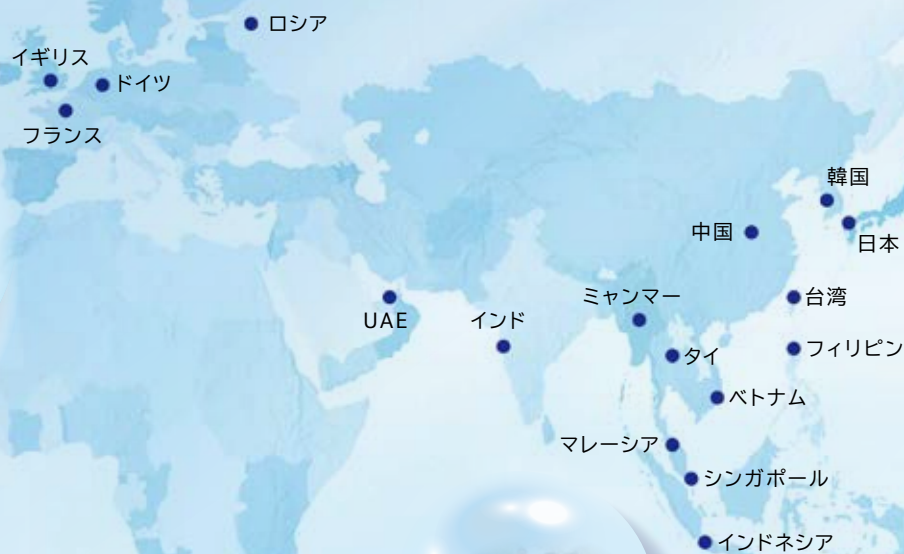 ロシア
イギリス
ドイツ
フランス
韓国
中国
日本
ミャンマー
台湾
UAE
インド
タイ
フィリピン
ベトナム
マレーシア
シンガポール
インドネシア